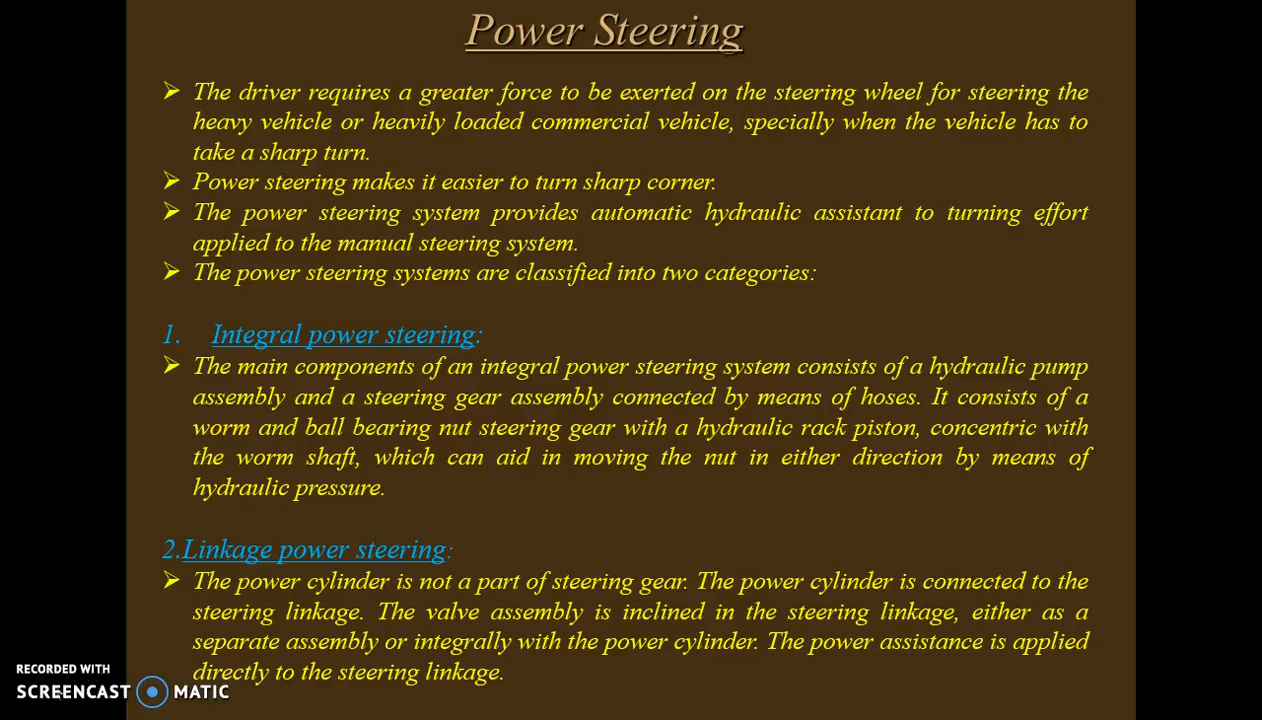 Power Steering
➢ The driver requires a greater force to be exerted on the steering wheel for steering the
heavy vehicle or heavily loaded commercial vehicle, specially when the vehicle has to
take a sharp turn.
➢ Power steering makes it easier to turn sharp corner.
➢ The power steering system provides automatic hydraulic assistant to turning effort
applied to the manual steering system.
➢ The power steering systems are classified into two categories:
1. Integral power steering:
➢ The main components of an integral power steering system consists of a hydraulic pump
assembly and a steering gear assembly connected by means of hoses. It consists of a
worm and ball bearing nut steering gear with a hydraulic rack piston, concentric with
the worm shaft, which can aid in moving the nut in either direction by means of
hydraulic pressure.
2.Linkage power steering:
➢ The power cylinder is not a part of steering gear. The power cylinder is connected to the
steering linkage. The valve assembly is inclined in the steering linkage, either as a
separate assembly or integrally with the power cylinder. The power assistance is applied
directly to the steering linkage.
RECORDED WITH
SCREENCAST MATIC